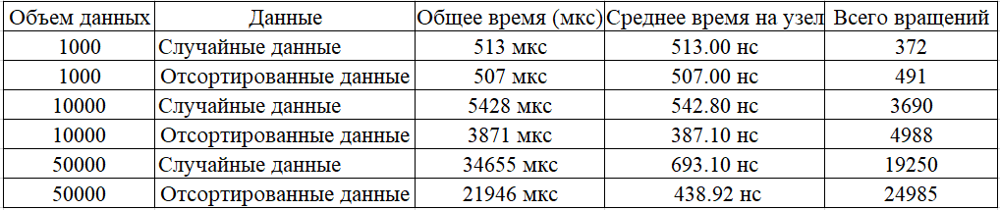 Объем данных Данные Общее время (мкс) Среднее время на узел Всего вращений
1000 Случайные данные 513 мкс 513.00 нс 372
1000 Отсортированные данные 507 мкс 507.00 нс 491
10000 Случайные данные 5428 мкс 542.80 нс 3690
10000 Отсортированные данные 3871 мкс 387.10 нс 4988
50000 Случайные данные 34655 мкс 693.10 нс 19250
50000 Отсортированные данные 21946 мкс 438.92 нс 24985